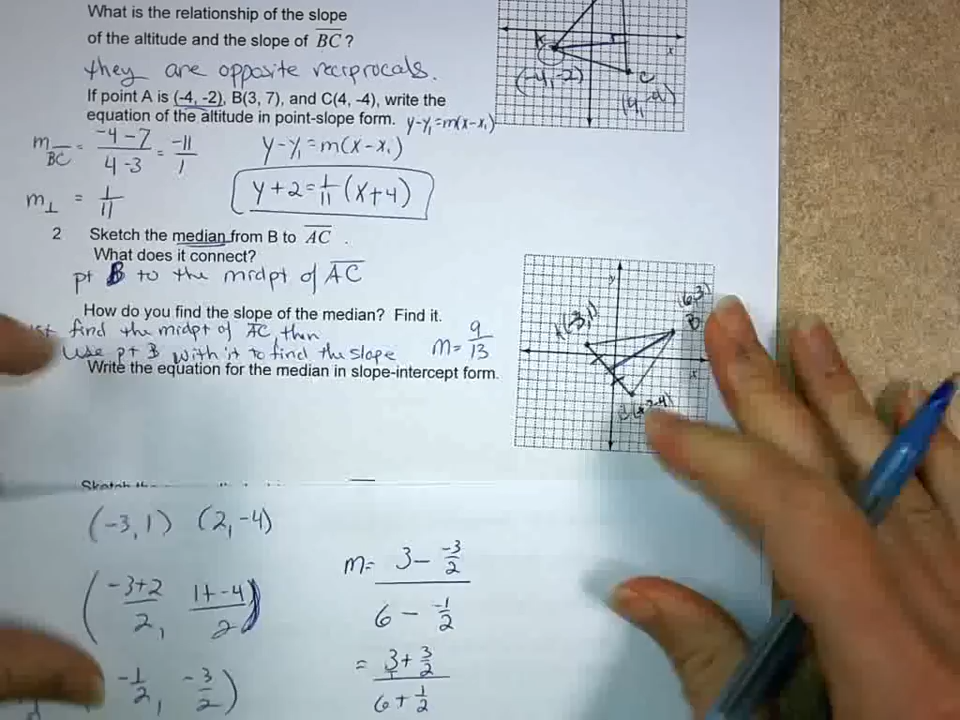 What is the relationship of the slope
of the altitude and the slope of BC?
they are opposite reciprocals.
If point A is (-4, -2), B(3, 7), and C(4, -4), write the
equation of the altitude in point-slope form. y-y₁=m(x-x₁)
m BC = -4-7 / 4-3 = -11/1
y-y₁=m(x-x₁)
m⊥ = 1/11
y+2=1/11(x+4)
(-4,-2)
C
(4,-4)
x
2 Sketch the median from B to AC .
What does it connect?
pt B to the midpt of AC
How do you find the slope of the median? Find it.
find the midpt of AC then
Use pt B with it to find the slope
m= 9/13
Write the equation for the median in slope-intercept form.
y
(6,3)
B
A(-3,1)
x
(-3,1) (2,-4)
(-3+2/2, 1+-4/2)
-1/2, -3/2)
m= 3--3/2 / 6--1/2
= 3+3/2 / 6+1/2